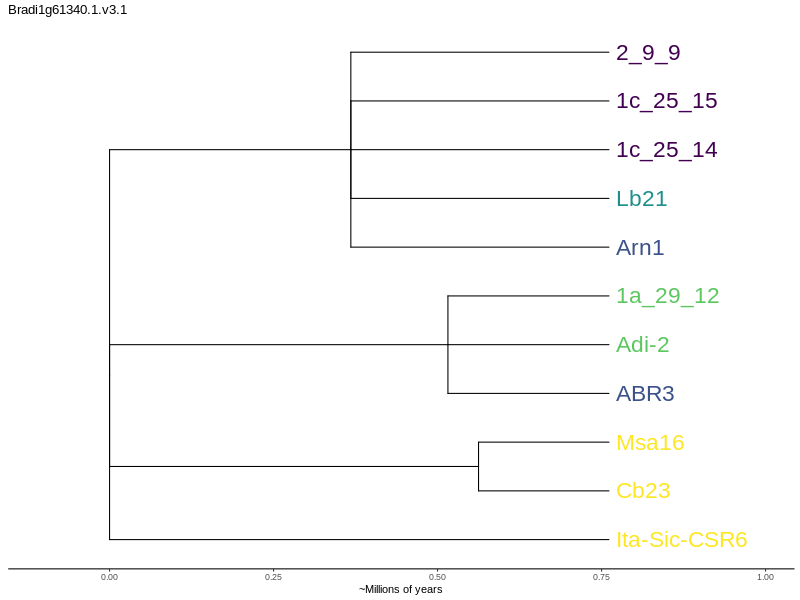 Bradi1g61340.1.v3.1
2_9_9
1c_25_15
1c_25_14
Lb21
Arn1
1a_29_12
Adi-2
ABR3
Msa16
Cb23
Ita-Sic-CSR6
0.00 0.25 0.50 0.75 1.00
~Millions of years